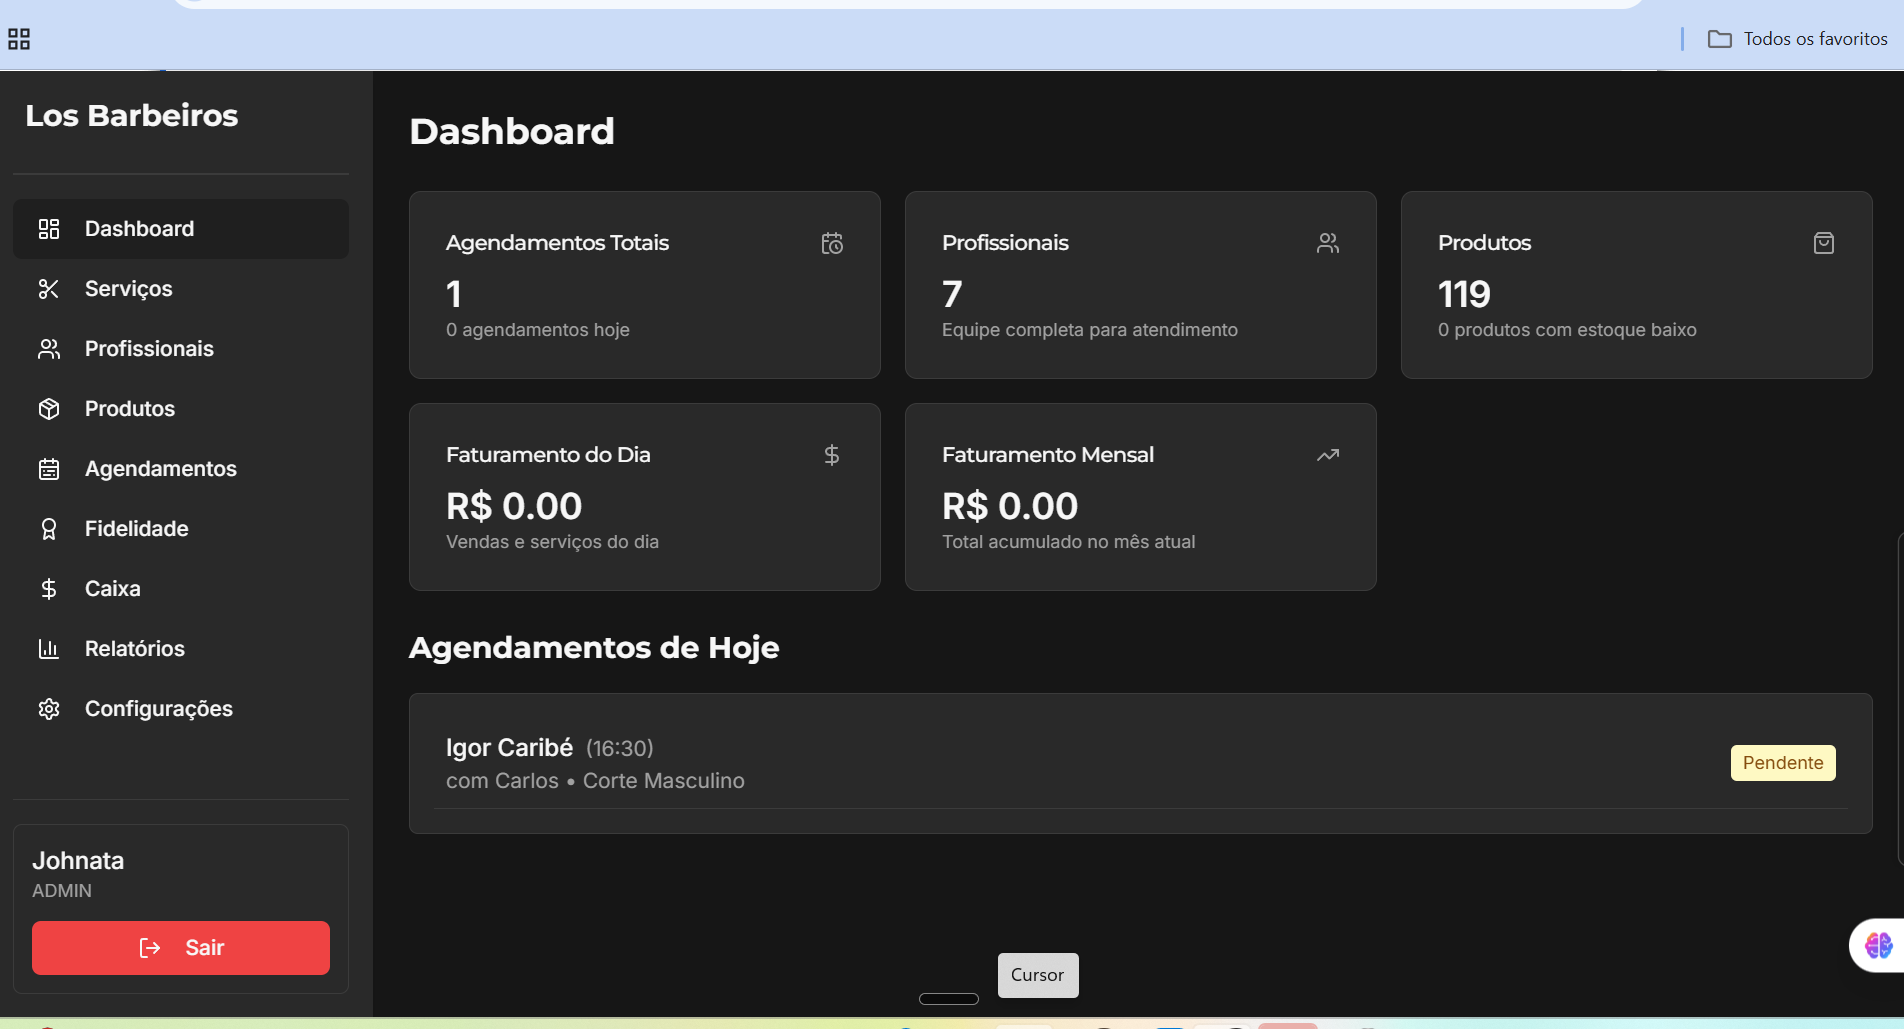 Todos os favoritos
Los Barbeiros
Dashboard
Serviços
Profissionais
Produtos
Agendamentos
Fidelidade
Caixa
Relatórios
Configurações
Johnata
ADMIN
Sair
Dashboard
Agendamentos Totais
1
0 agendamentos hoje
Profissionais
7
Equipe completa para atendimento
Produtos
119
0 produtos com estoque baixo
Faturamento do Dia
R$ 0.00
Vendas e serviços do dia
Faturamento Mensal
R$ 0.00
Total acumulado no mês atual
Agendamentos de Hoje
Igor Caribé (16:30)
com Carlos • Corte Masculino
Pendente
Cursor